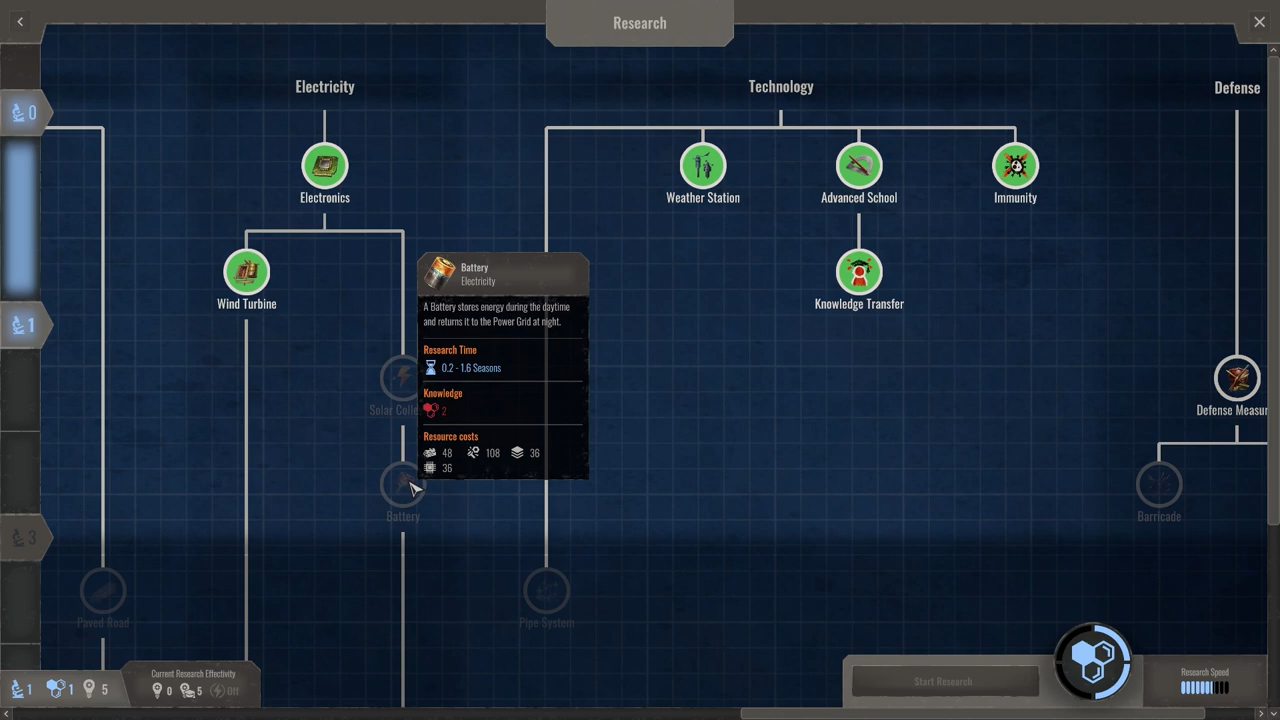 Research
Electricity
Technology
Defense
0
Electronics
Weather Station
Advanced School
Immunity
Battery
Electricity
Wind Turbine
Knowledge Transfer
A Battery stores energy during the daytime
and returns it to the Power Grid at night.
1
Research Time
0.2 - 1.6 Seasons
Knowledge
2
Solar Colle
Defense Measur
Resource costs
48 108 36
36
Battery
Barricade
3
Paved Road
Pipe System
Current Research Effectivity
1 1 5
0 5 Off
Start Research
Research Speed